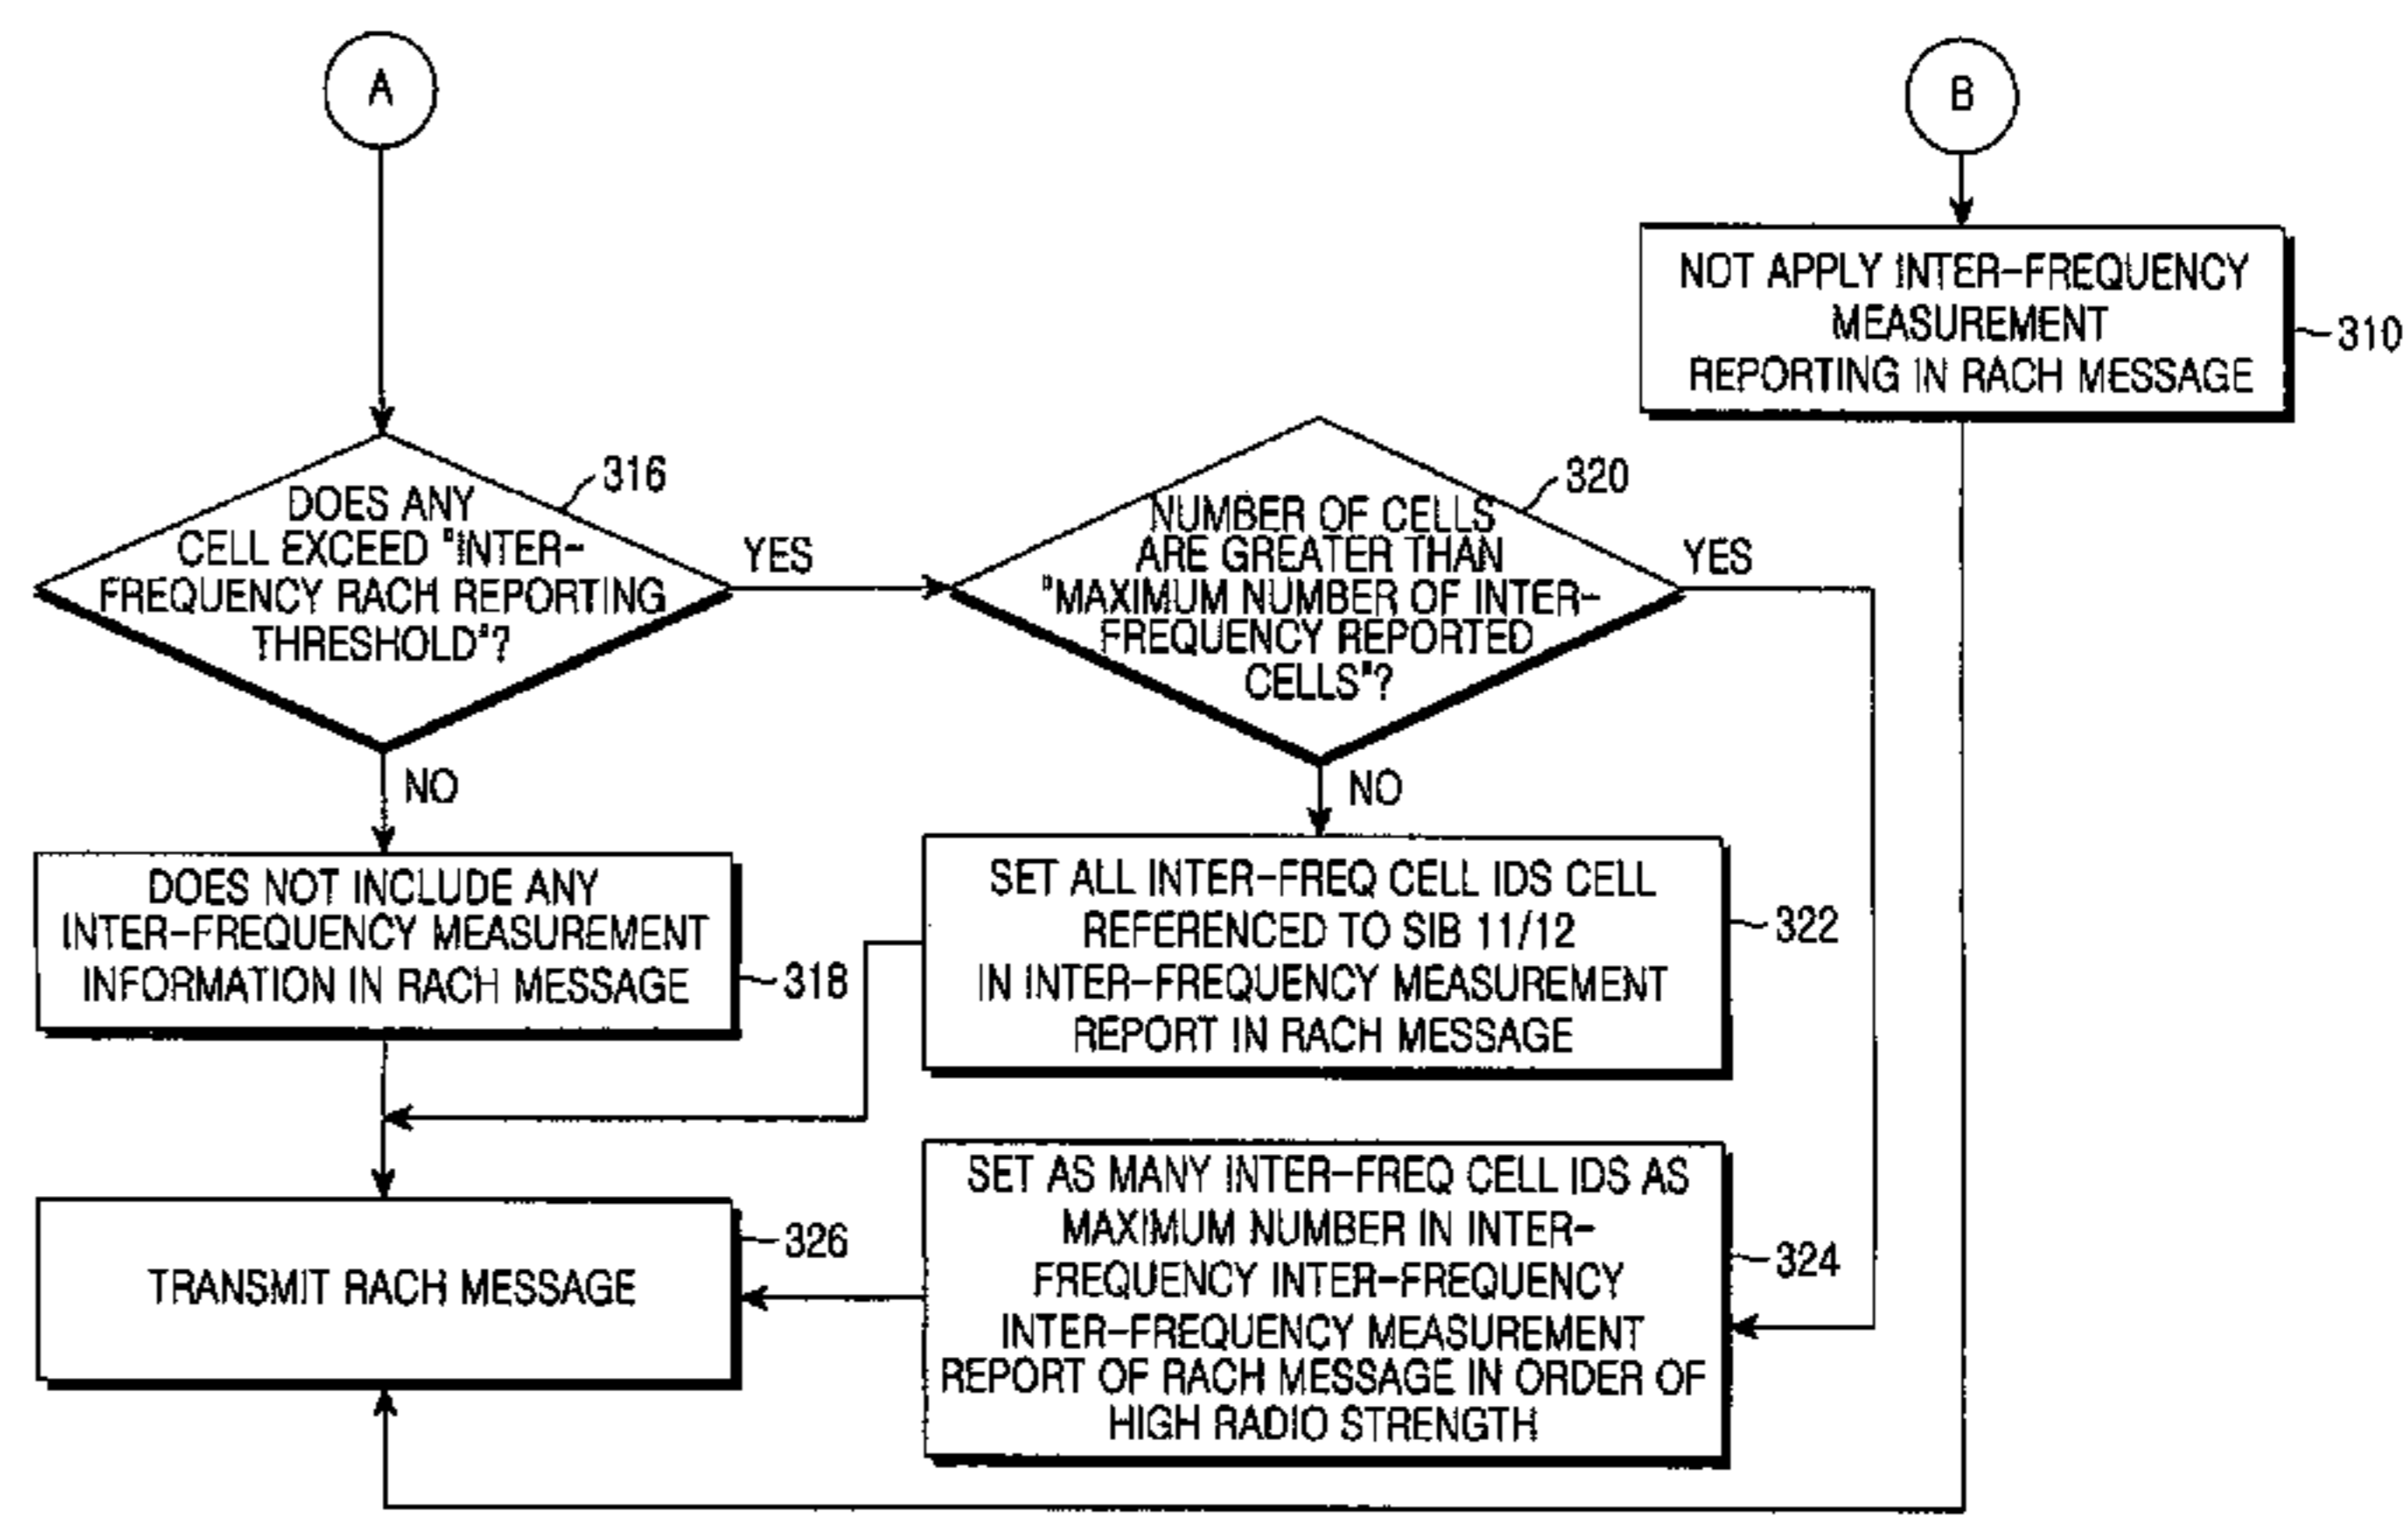 A
B
NOT APPLY INTER-FREQUENCY
MEASUREMENT
REPORTING IN RACH MESSAGE
310
DOES ANY
CELL EXCEED "INTER-
FREQUENCY RACH REPORTING
THRESHOLD"?
316
YES
NO
NUMBER OF CELLS
ARE GREATER THAN
"MAXIMUM NUMBER OF INTER-
FREQUENCY REPORTED
CELLS"?
320
YES
NO
DOES NOT INCLUDE ANY
INTER-FREQUENCY MEASUREMENT
INFORMATION IN RACH MESSAGE
318
SET ALL INTER-FREQ CELL IDS CELL
REFERENCED TO SIB 11/12
IN INTER-FREQUENCY MEASUREMENT
REPORT IN RACH MESSAGE
322
SET AS MANY INTER-FREQ CELL IDS AS
MAXIMUM NUMBER IN INTER-
FREQUENCY INTER-FREQUENCY
INTER-FREQUENCY MEASUREMENT
REPORT OF RACH MESSAGE IN ORDER OF
HIGH RADIO STRENGTH
324
TRANSMIT RACH MESSAGE
326